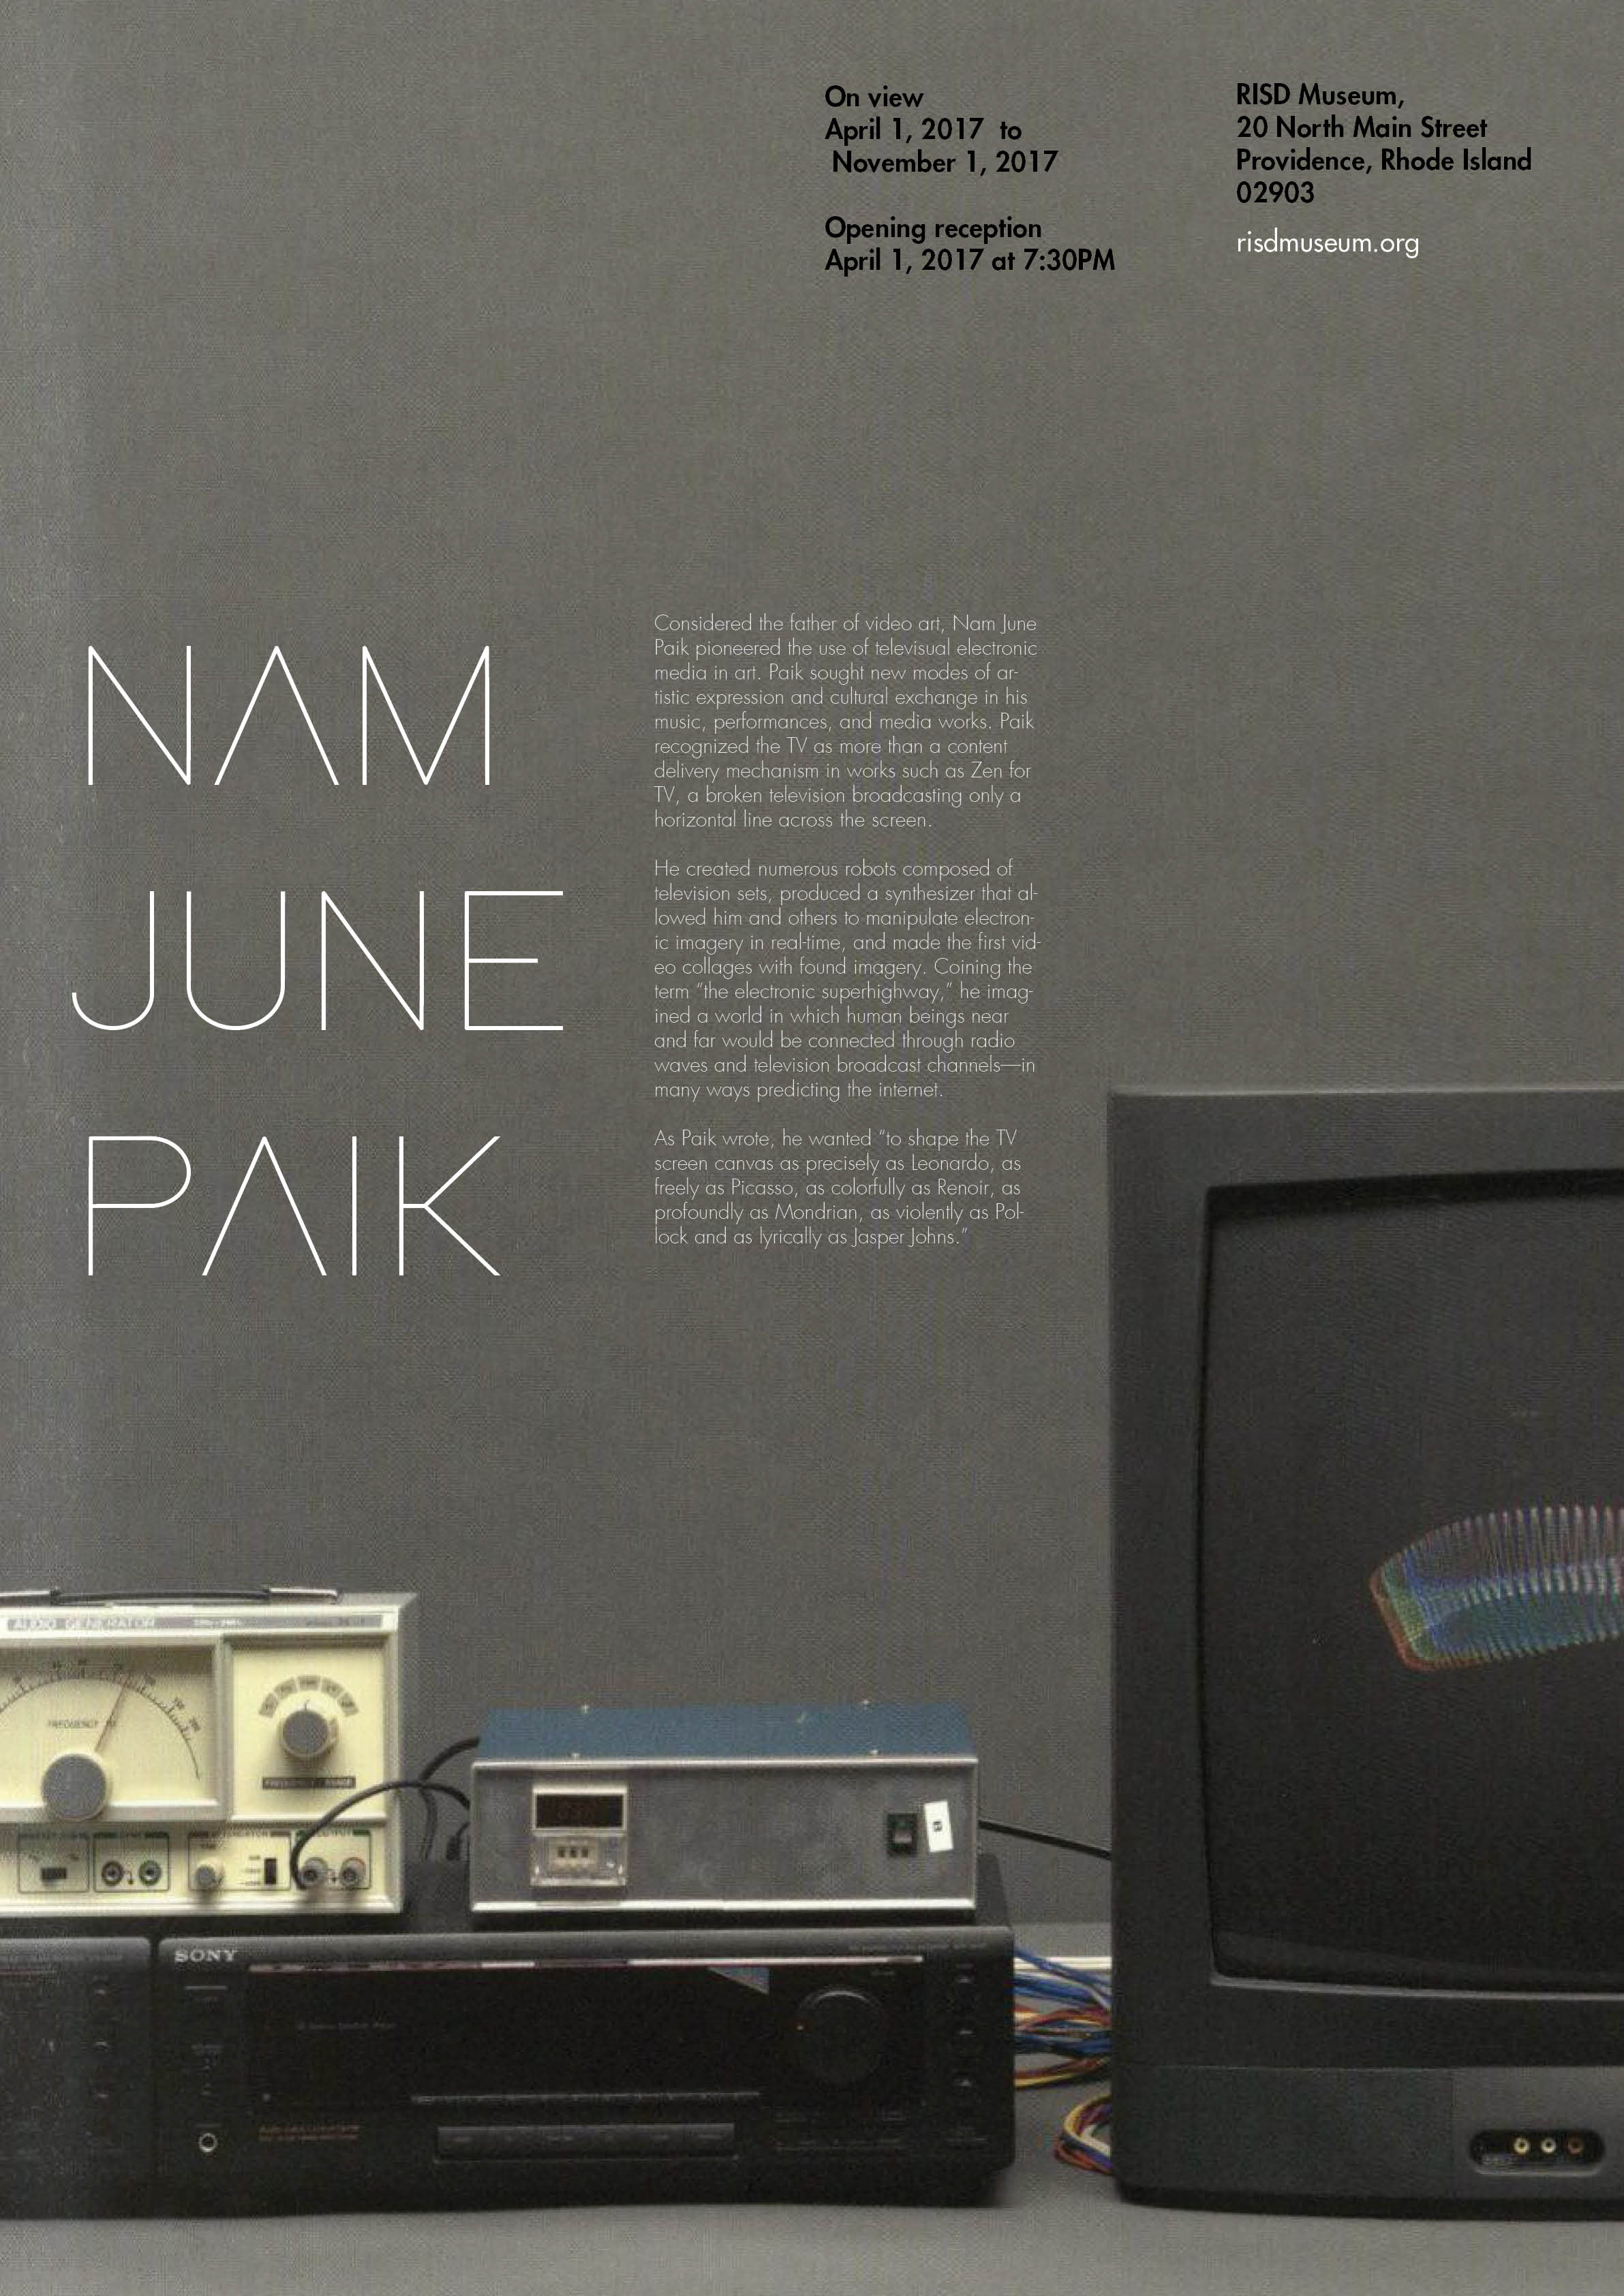 On view
April 1, 2017 to
November 1, 2017
Opening reception
April 1, 2017 at 7:30PM
RISD Museum,
20 North Main Street
Providence, Rhode Island
02903
risdmuseum.org
NAM
JUNE
PAIK
Considered the father of video art, Nam June
Paik pioneered the use of televisual electronic
media in art. Paik sought new modes of ar-
tistic expression and cultural exchange in his
music, performances, and media works. Paik
recognized the TV as more than a content
delivery mechanism in works such as Zen for
TV, a broken television broadcasting only a
horizontal line across the screen.
He created numerous robots composed of
television sets, produced a synthesizer that al-
lowed him and others to manipulate electron-
ic imagery in real-time, and made the first vid-
eo collages with found imagery. Coining the
term “the electronic superhighway,” he imag-
ined a world in which human beings near
and far would be connected through radio
waves and television broadcast channels—in
many ways predicting the internet.
As Paik wrote, he wanted “to shape the TV
screen canvas as precisely as Leonardo, as
freely as Picasso, as colorfully as Renoir, as
profoundly as Mondrian, as violently as Pol-
lock and as lyrically as Jasper Johns.”
AUDIO GENERATOR
FREQUENCY
FREQUENCY RANGE
SONY